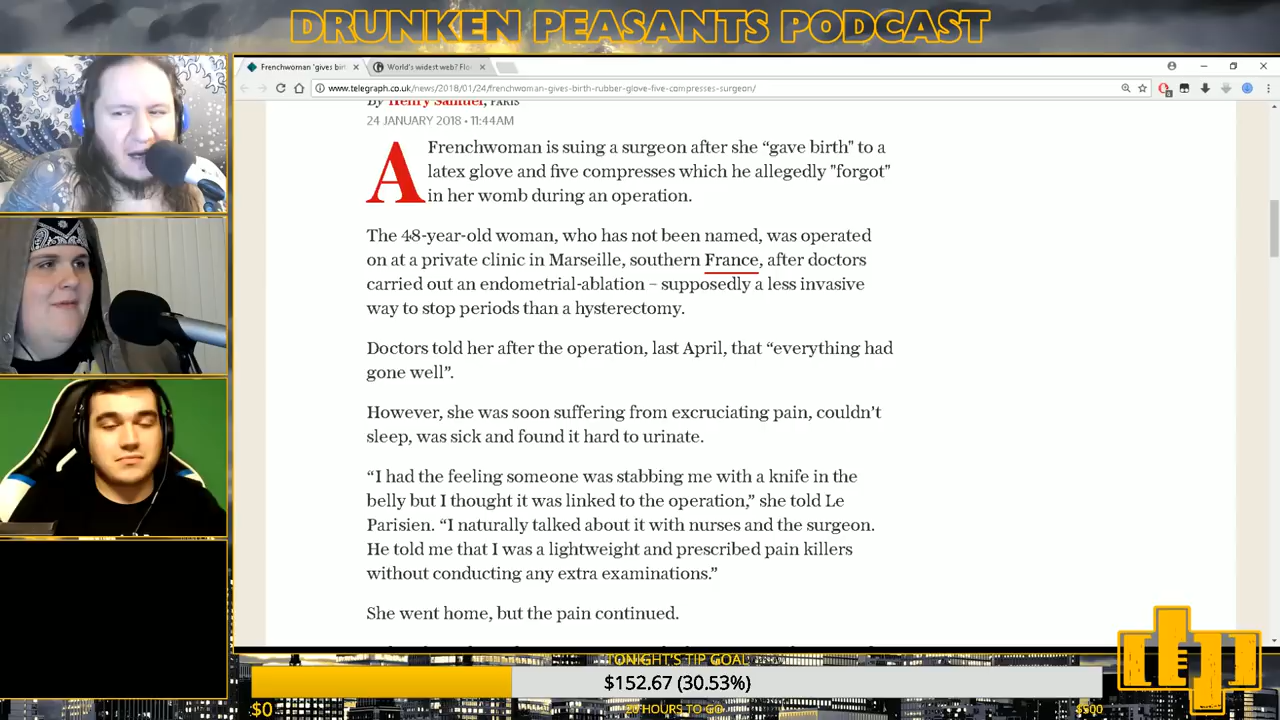 DRUNKEN PEASANTS PODCAST
Frenchwoman 'gives birt
World's widest web? Flo
www.telegraph.co.uk/news/2018/01/24/frenchwoman-gives-birth-rubber-glove-five-compresses-surgeon/
By Henry Samuel, PARIS
24 JANUARY 2018 • 11:44AM
A Frenchwoman is suing a surgeon after she “gave birth" to a
latex glove and five compresses which he allegedly "forgot"
in her womb during an operation.
The 48-year-old woman, who has not been named, was operated
on at a private clinic in Marseille, southern France, after doctors
carried out an endometrial-ablation – supposedly a less invasive
way to stop periods than a hysterectomy.
Doctors told her after the operation, last April, that “everything had
gone well”.
However, she was soon suffering from excruciating pain, couldn’t
sleep, was sick and found it hard to urinate.
“I had the feeling someone was stabbing me with a knife in the
belly but I thought it was linked to the operation,” she told Le
Parisien. “I naturally talked about it with nurses and the surgeon.
He told me that I was a lightweight and prescribed pain killers
without conducting any extra examinations.”
She went home, but the pain continued.
TONIGHT'S TIP GOAL
$152.67 (30.53%)
$0
20 HOURS TO GO
$500